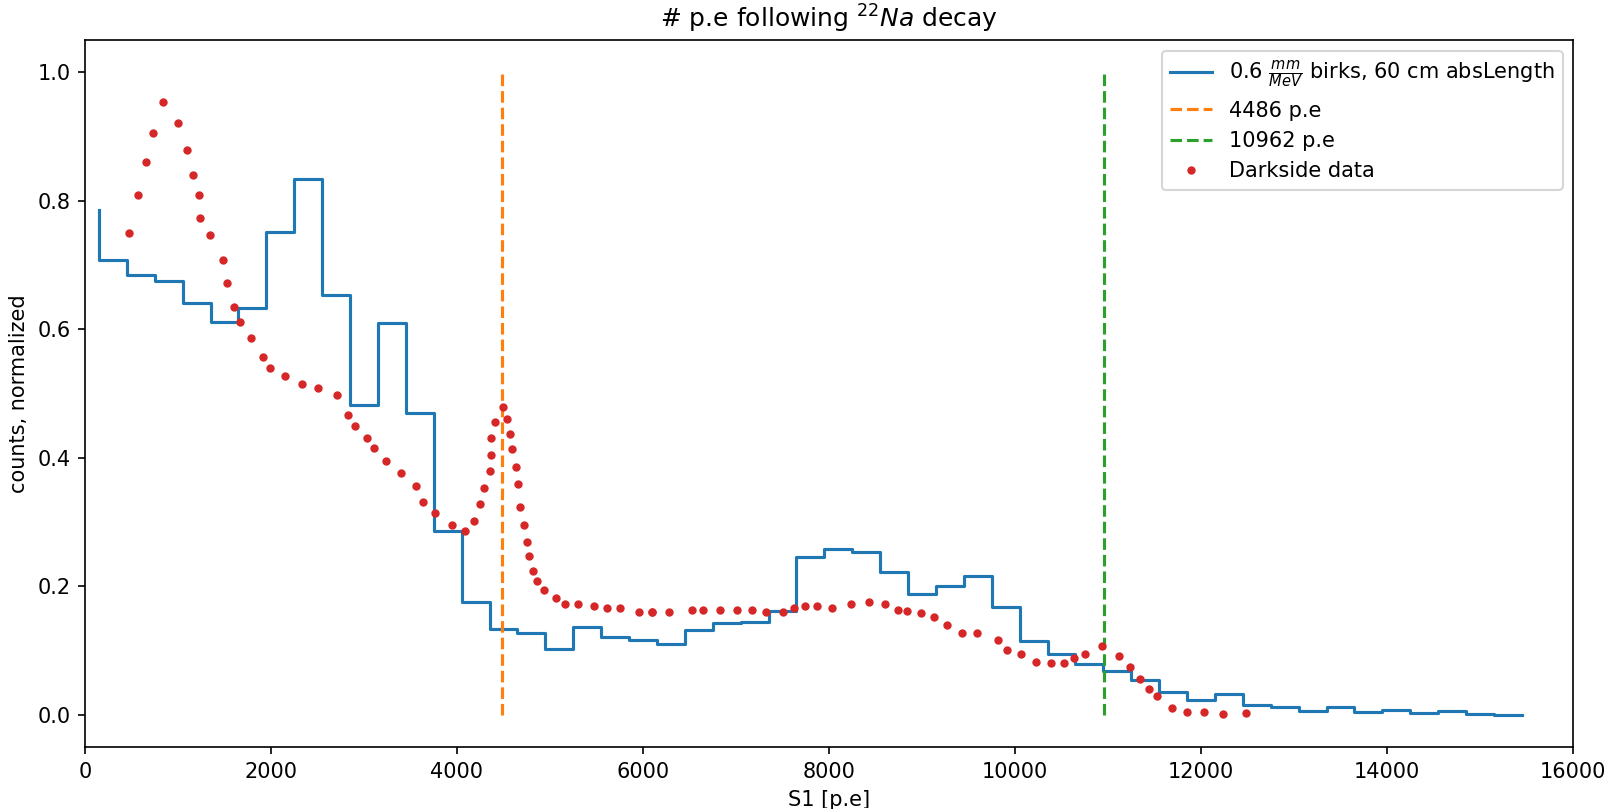 # p.e following ²²Na decay
0.6 mm/MeV birks, 60 cm absLength
4486 p.e
10962 p.e
Darkside data
counts, normalized
1.0
0.8
0.6
0.4
0.2
0.0
0 2000 4000 6000 8000 10000 12000 14000 16000
S1 [p.e]